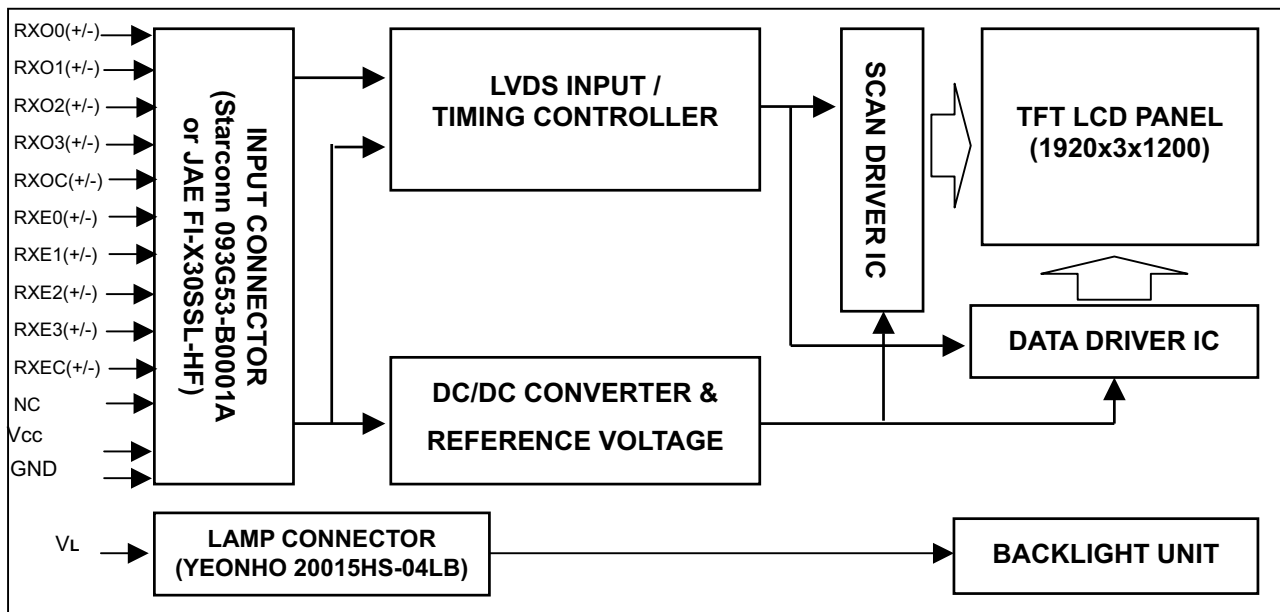 RXO0(+/-)
RXO1(+/-)
RXO2(+/-)
RXO3(+/-)
RXOC(+/-)
RXE0(+/-)
RXE1(+/-)
RXE2(+/-)
RXE3(+/-)
RXEC(+/-)
NC
Vcc
GND
VL
INPUT CONNECTOR
(Starconn 093G53-B0001A
or JAE FI-X30SSL-HF)
LVDS INPUT /
TIMING CONTROLLER
SCAN DRIVER IC
TFT LCD PANEL
(1920x3x1200)
DATA DRIVER IC
DC/DC CONVERTER &
REFERENCE VOLTAGE
LAMP CONNECTOR
(YEONHO 20015HS-04LB)
BACKLIGHT UNIT